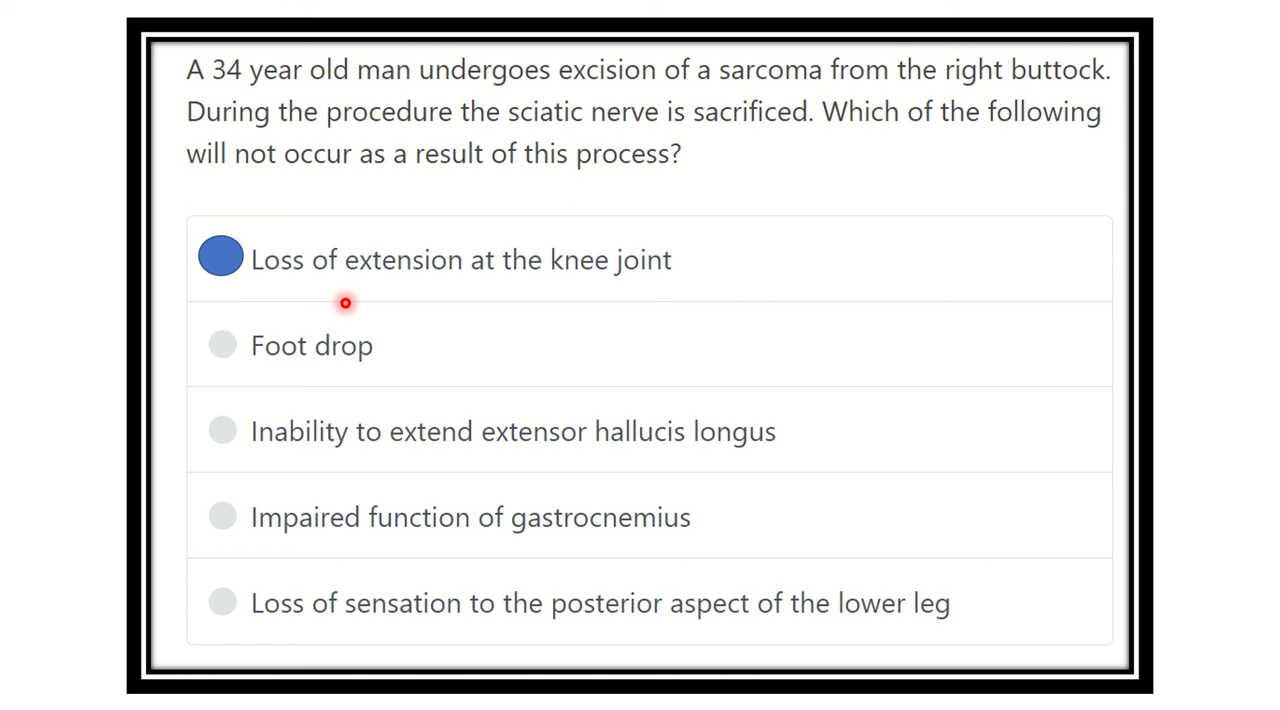 A 34 year old man undergoes excision of a sarcoma from the right buttock.
During the procedure the sciatic nerve is sacrificed. Which of the following
will not occur as a result of this process?
Loss of extension at the knee joint
Foot drop
Inability to extend extensor hallucis longus
Impaired function of gastrocnemius
Loss of sensation to the posterior aspect of the lower leg